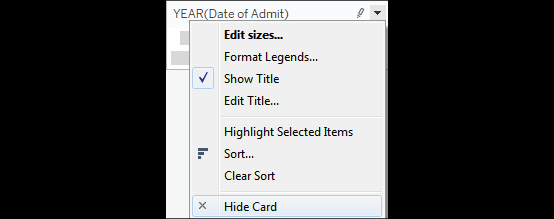 YEAR(Date of Admit)
Edit sizes...
Format Legends...
Show Title
Edit Title...
Highlight Selected Items
Sort...
Clear Sort
Hide Card